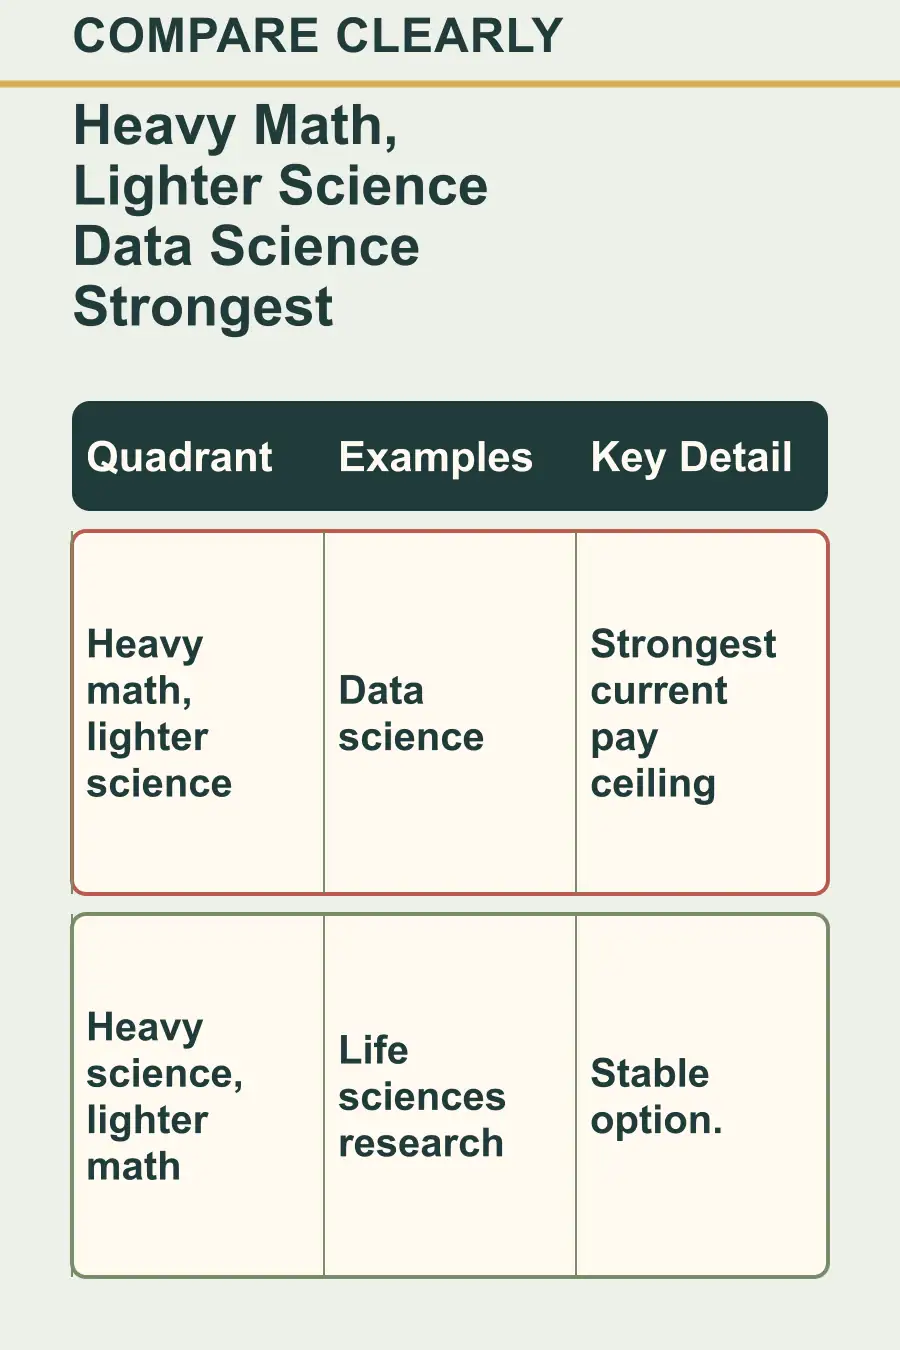 COMPARE CLEARLY
Heavy Math,
Lighter Science
Data Science
Strongest
Quadrant Examples Key Detail
Heavy
math,
lighter
science
Data
science
Strongest
current
pay
ceiling
Heavy
science,
lighter
math
Life
sciences
research
Stable
option.